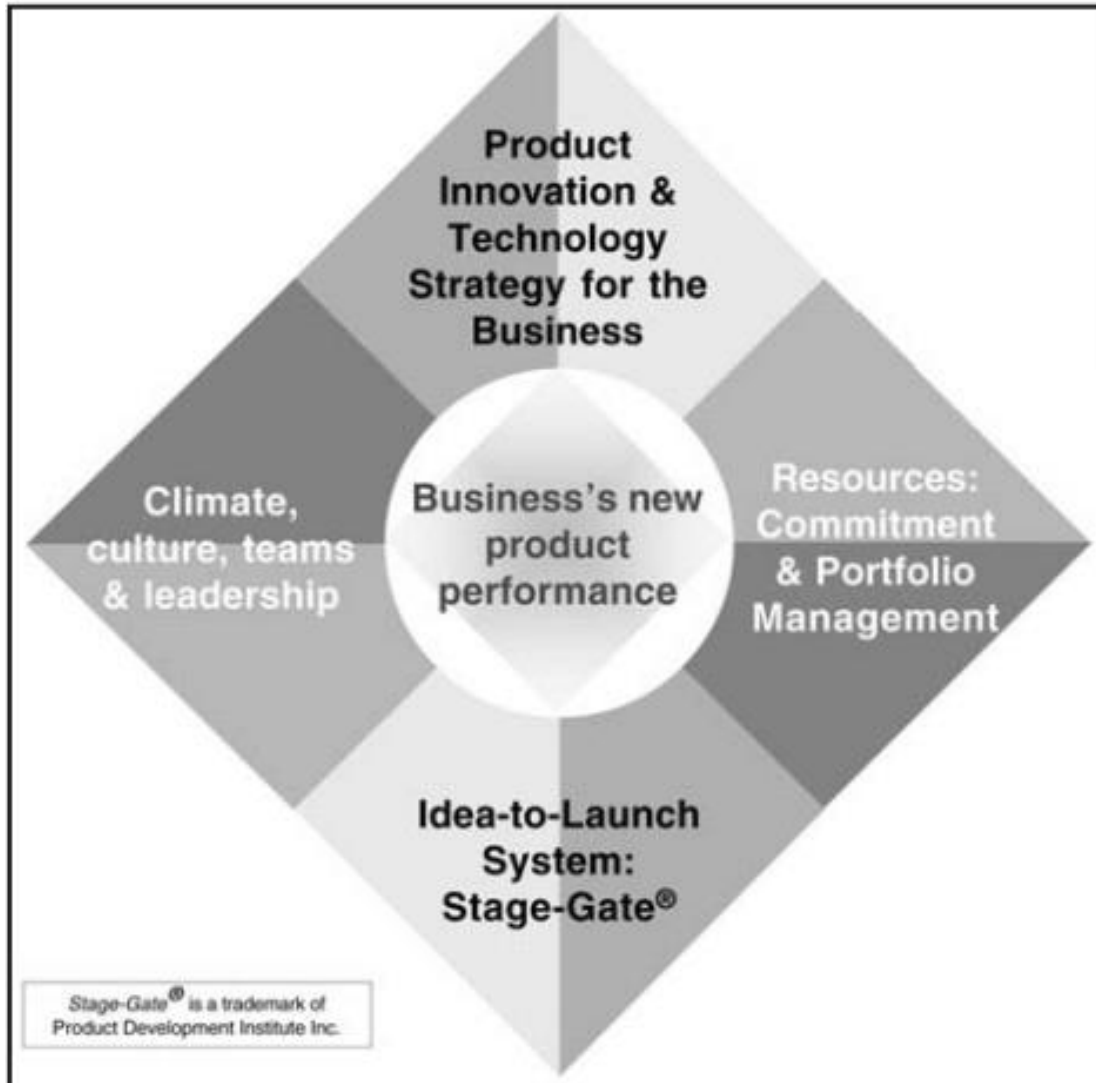 Product
Innovation &
Technology
Strategy for the
Business
Climate,
culture, teams
& leadership
Business's new
product
performance
Resources:
Commitment
& Portfolio
Management
Idea-to-Launch
System:
Stage-Gate®
Stage-Gate® is a trademark of
Product Development Institute Inc.